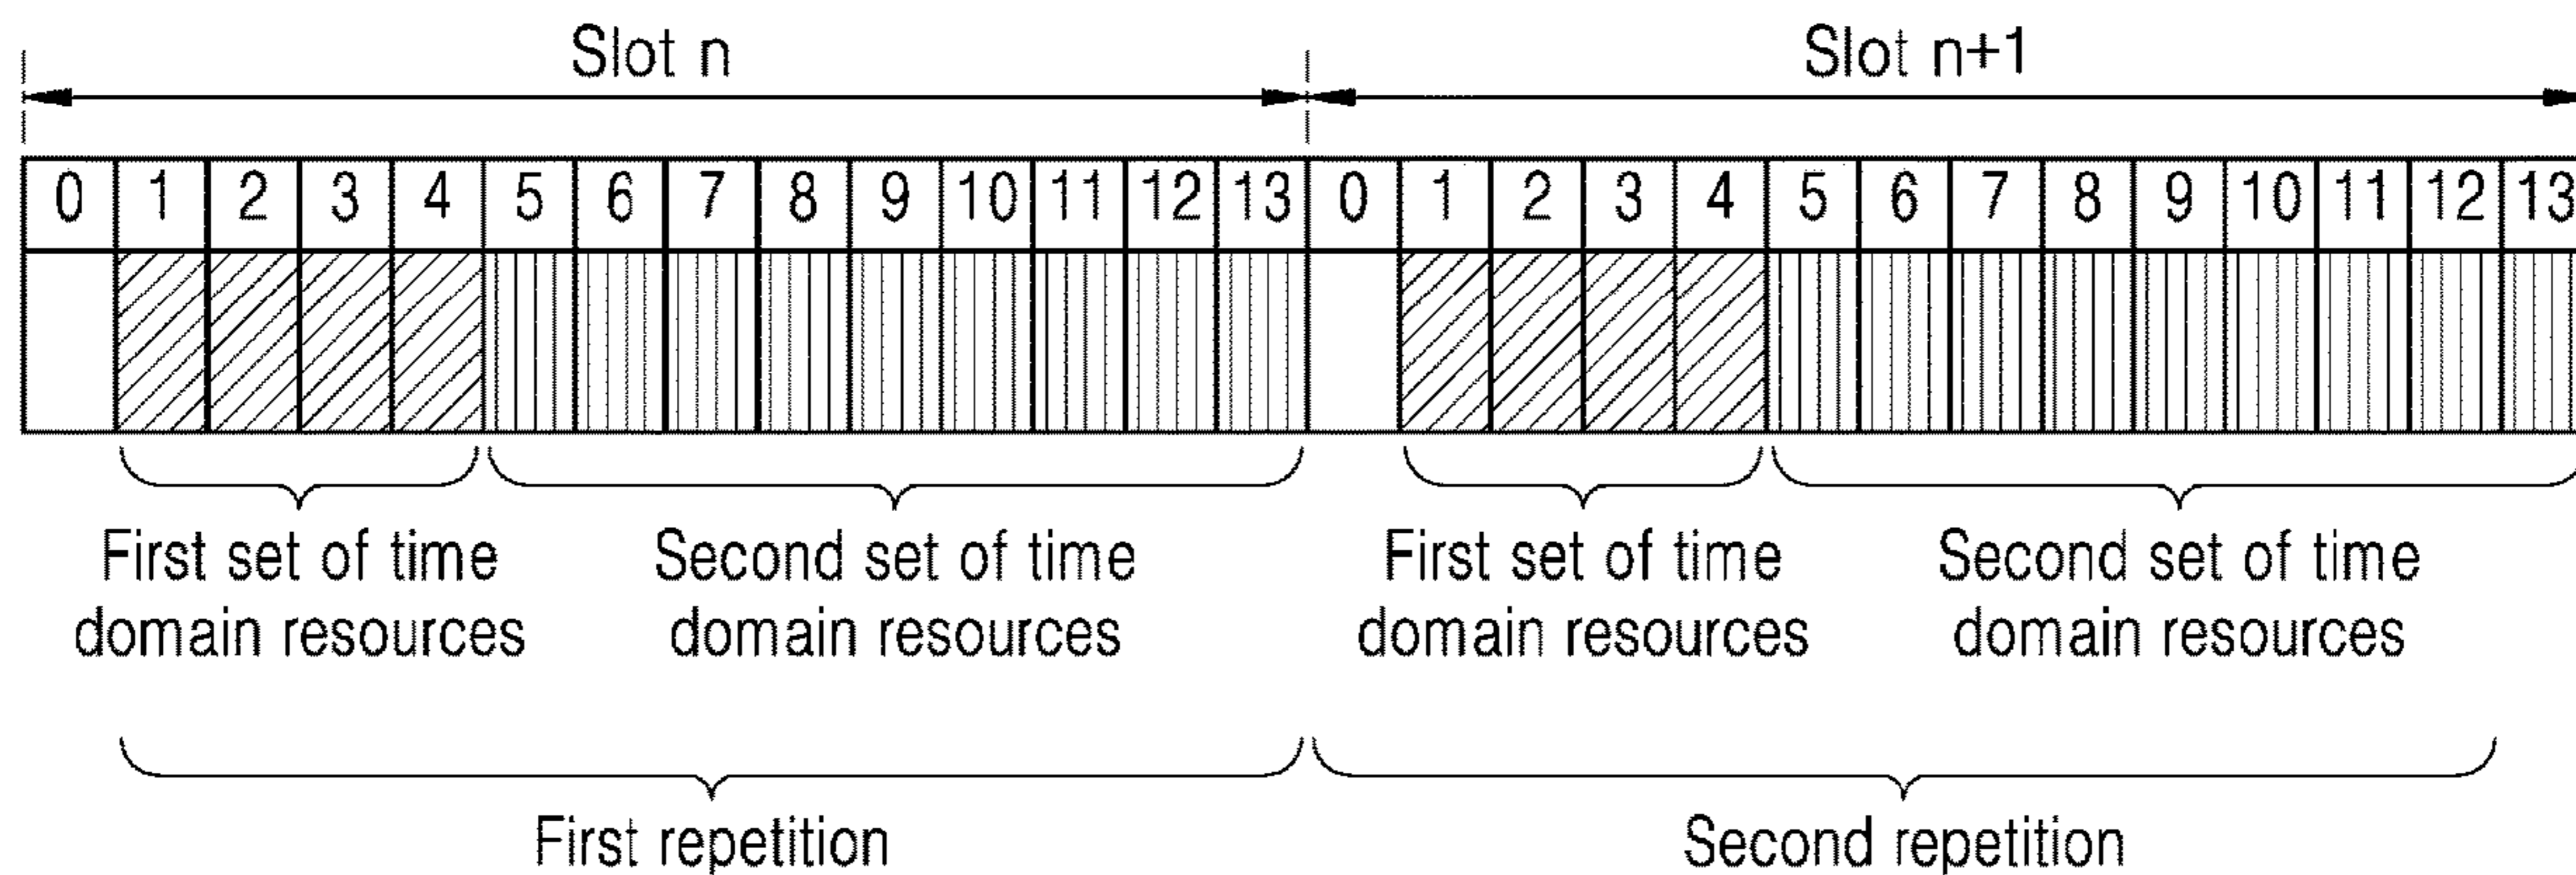 Slot n Slot n+1
0 1 2 3 4 5 6 7 8 9 10 11 12 13 0 1 2 3 4 5 6 7 8 9 10 11 12 13
First set of time Second set of time First set of time Second set of time
domain resources domain resources domain resources domain resources
First repetition Second repetition